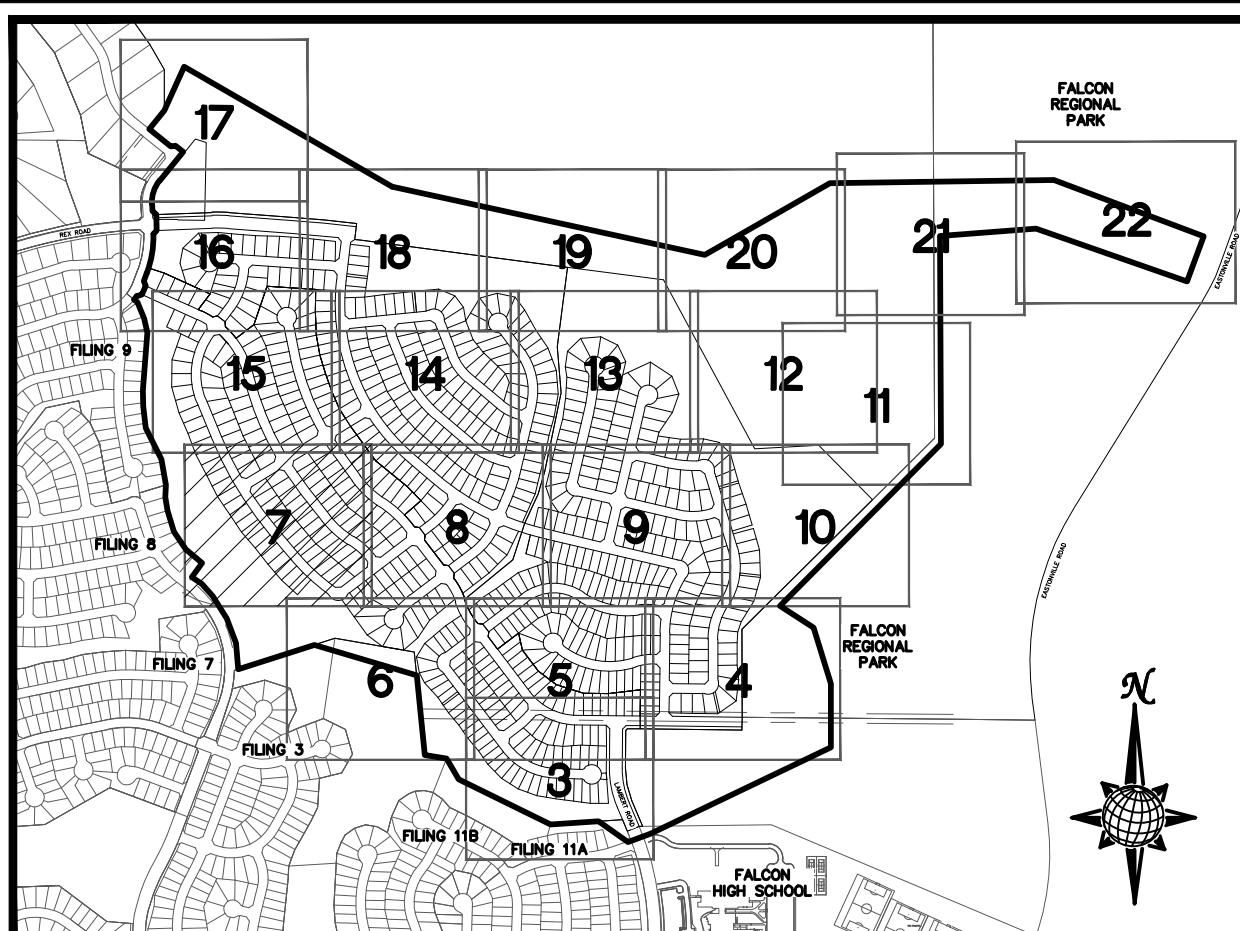 FALCON
REGIONAL
PARK
17
22
21
REX ROAD
16
18
19
20
EASTONVILLE ROAD
FILING 9
15
14
13
12
11
7
8
9
10
FILING 8
EASTONVILLE ROAD
FALCON
REGIONAL
PARK
FILING 7
6
5
4
N
FILING 3
3
LAMBERT ROAD
FILING 11B
FILING 11A
FALCON
HIGH SCHOOL